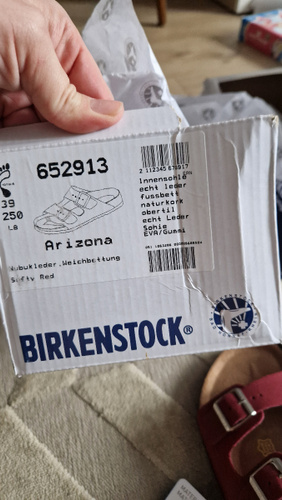 652913
39
250
Arizona
Nubukleder,Weichbettung
Softy Red
Innensohle
echt leder
fussbett
naturkork
obertil
echt Leder
Sohle
EVA/Gummi
BIRKENSTOCK®